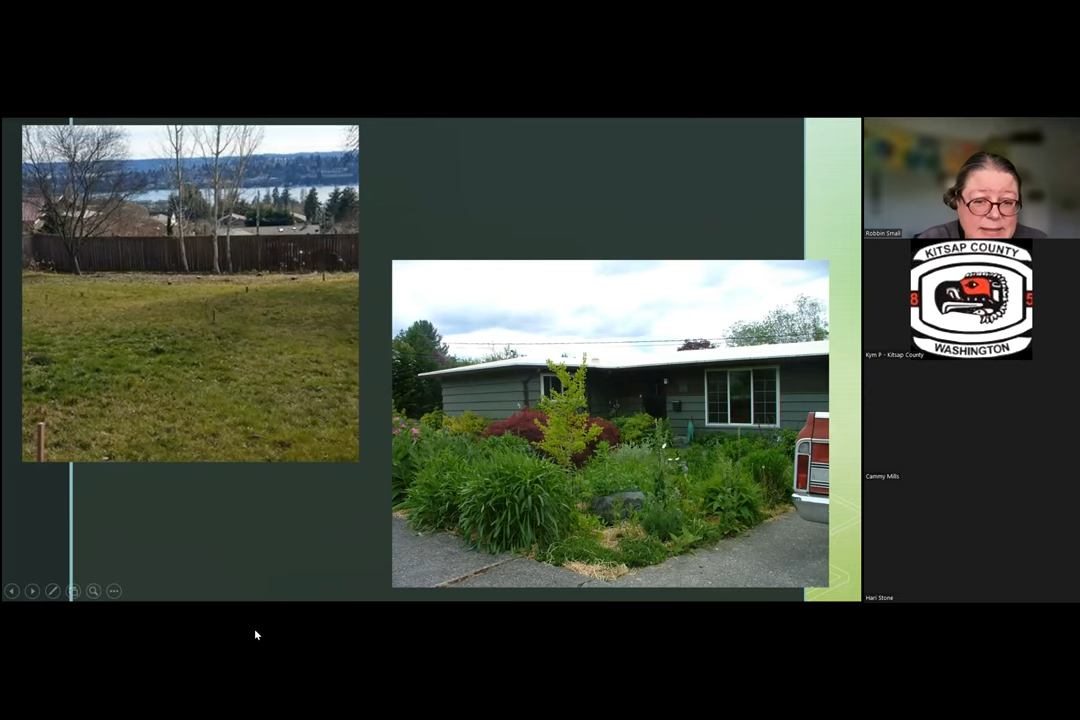 Robbin Small
KITSAP COUNTY
8 5
WASHINGTON
Kym P - Kitsap County
Cammy Mills
Hari Stone